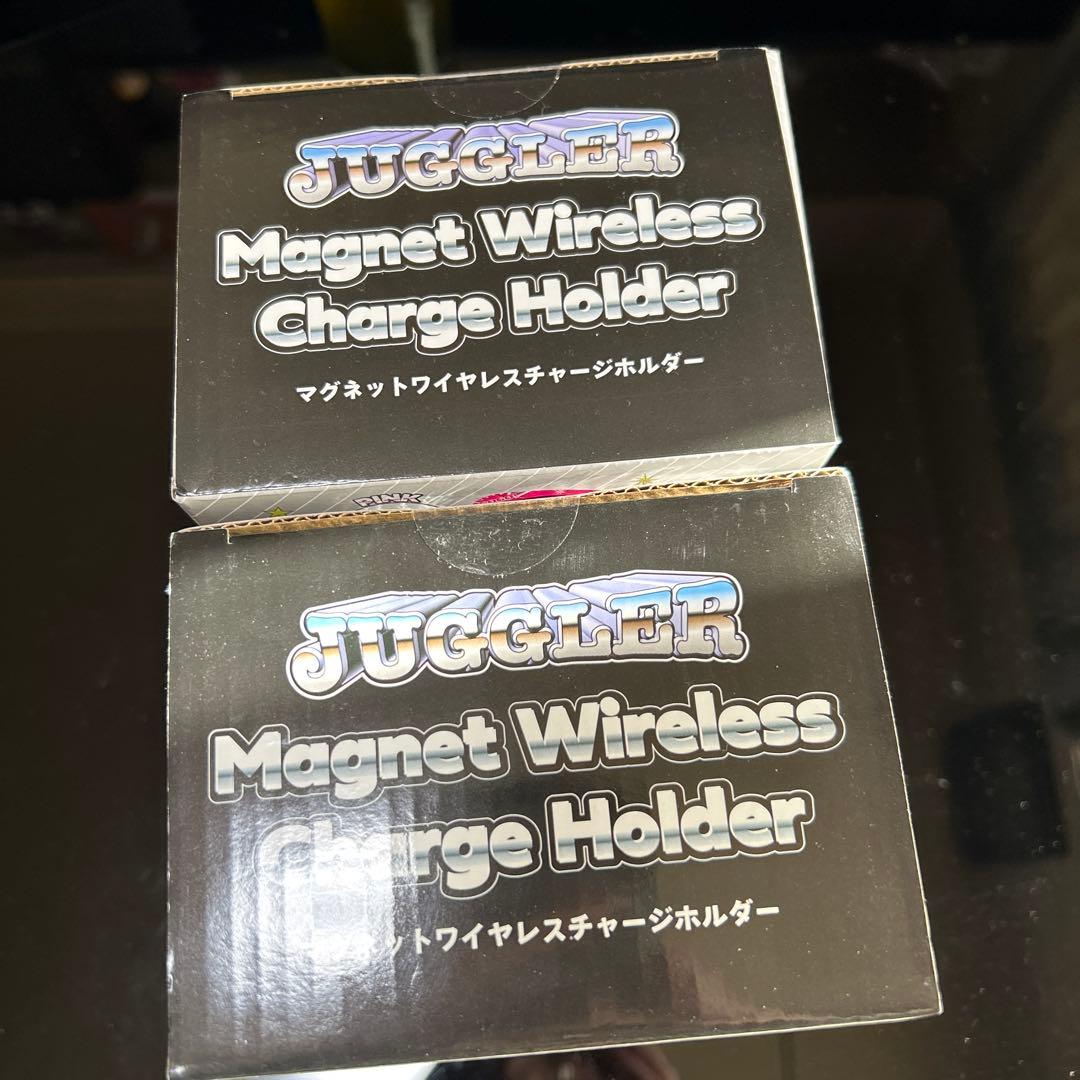 JUGGLER
Magnet Wireless
Charge Holder
マグネットワイヤレスチャージホルダー
PINK
JUGGLER
Magnet Wireless
Charge Holder
ネットワイヤレスチャージホルダー